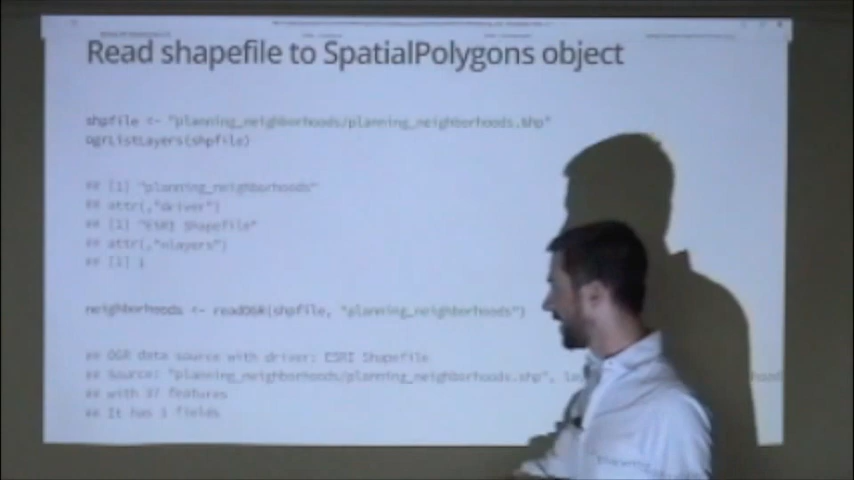 Read shapefile to SpatialPolygons object
shpfile <- "planning_neighborhoods/planning_neighborhoods.shp"
ogrListLayers(shpfile)
## [1] "planning_neighborhoods"
## attr(,"driver")
## [1] "ESRI Shapefile"
## attr(,"nlayers")
## [1] 1
neighborhoods <- readOGR(shpfile, "planning_neighborhoods")
## OGR data source with driver: ESRI Shapefile
## Source: "planning_neighborhoods/planning_neighborhoods.shp",
## with 37 features
## It has 1 fields